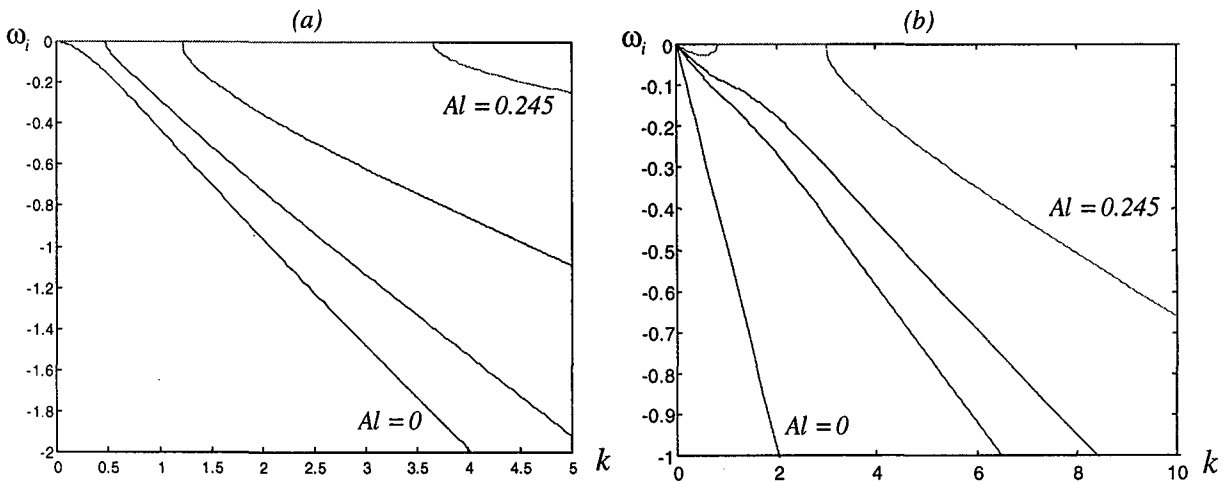 (a)
ω_i
0
-0.2
-0.4
-0.6
-0.8
-1
-1.2
-1.4
-1.6
-1.8
-2
Al = 0.245
Al = 0
0 0.5 1 1.5 2 2.5 3 3.5 4 4.5 5 k
(b)
ω_i
0
-0.1
-0.2
-0.3
-0.4
-0.5
-0.6
-0.7
-0.8
-0.9
-1
Al = 0.245
Al = 0
0 2 4 6 8 10 k